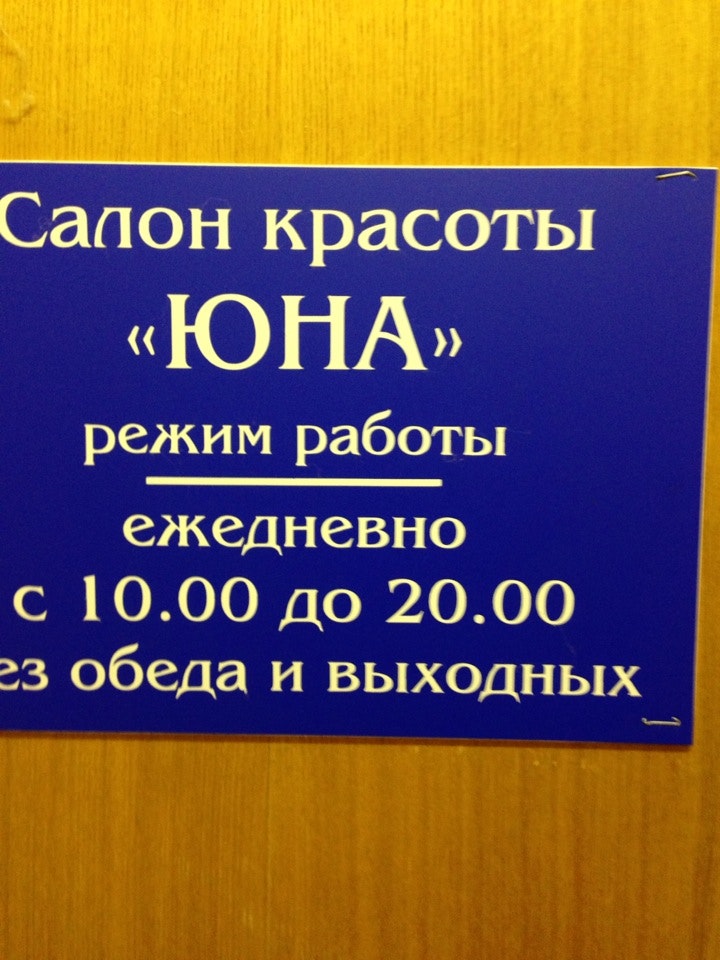 Салон красоты
«ЮНА»
режим работы
ежедневно
с 10.00 до 20.00
ез обеда и выходных